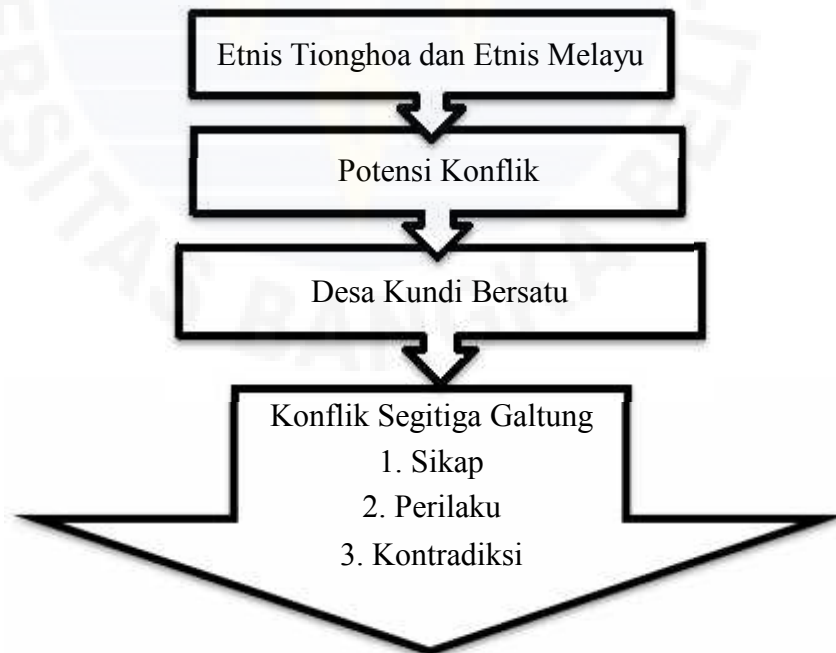 Etnis Tionghoa dan Etnis Melayu
Potensi Konflik
Desa Kundi Bersatu
Konflik Segitiga Galtung
1. Sikap
2. Perilaku
3. Kontradiksi